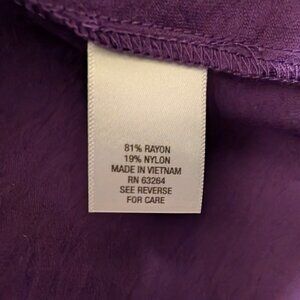 81% RAYON
19% NYLON
MADE IN VIETNAM
RN 63264
SEE REVERSE
FOR CARE